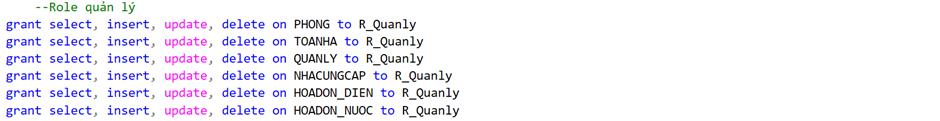 --Role quản lý
grant select, insert, update, delete on PHONG to R_Quanly
grant select, insert, update, delete on TOANHA to R_Quanly
grant select, insert, update, delete on QUANLY to R_Quanly
grant select, insert, update, delete on NHACUNGCAP to R_Quanly
grant select, insert, update, delete on HOADON_DIEN to R_Quanly
grant select, insert, update, delete on HOADON_NUOC to R_Quanly